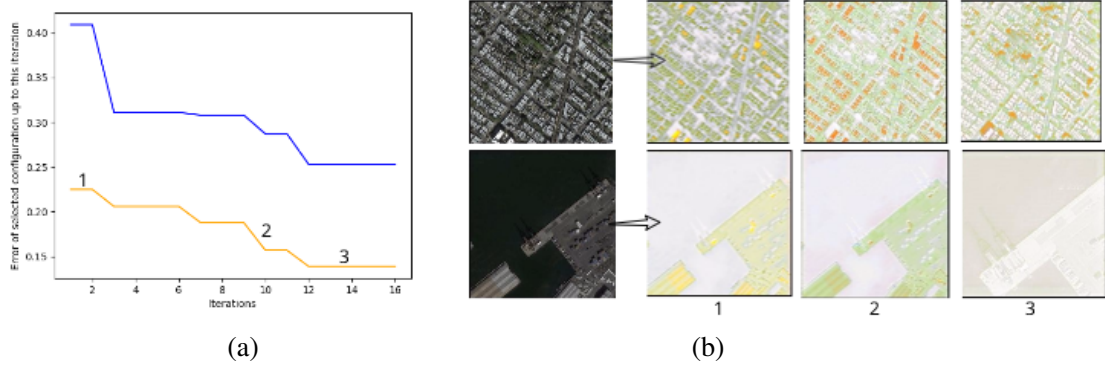 Error of selected configuration up to this iteration
0.40
0.35
0.30
0.25
0.20
0.15
1
2
3
2 4 6 8 10 12 14 16
Iterations
(a)
1 2 3
(b)